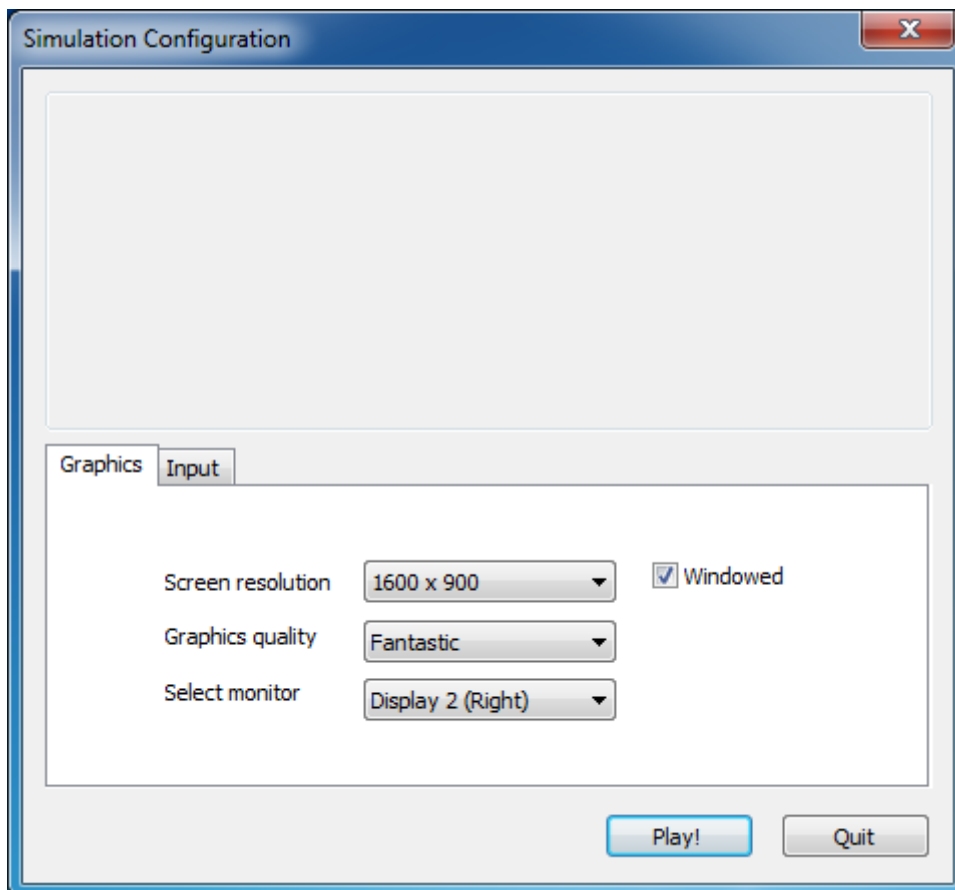 Simulation Configuration
Graphics Input
Screen resolution 1600 x 900 Windowed
Graphics quality Fantastic
Select monitor Display 2 (Right)
Play! Quit